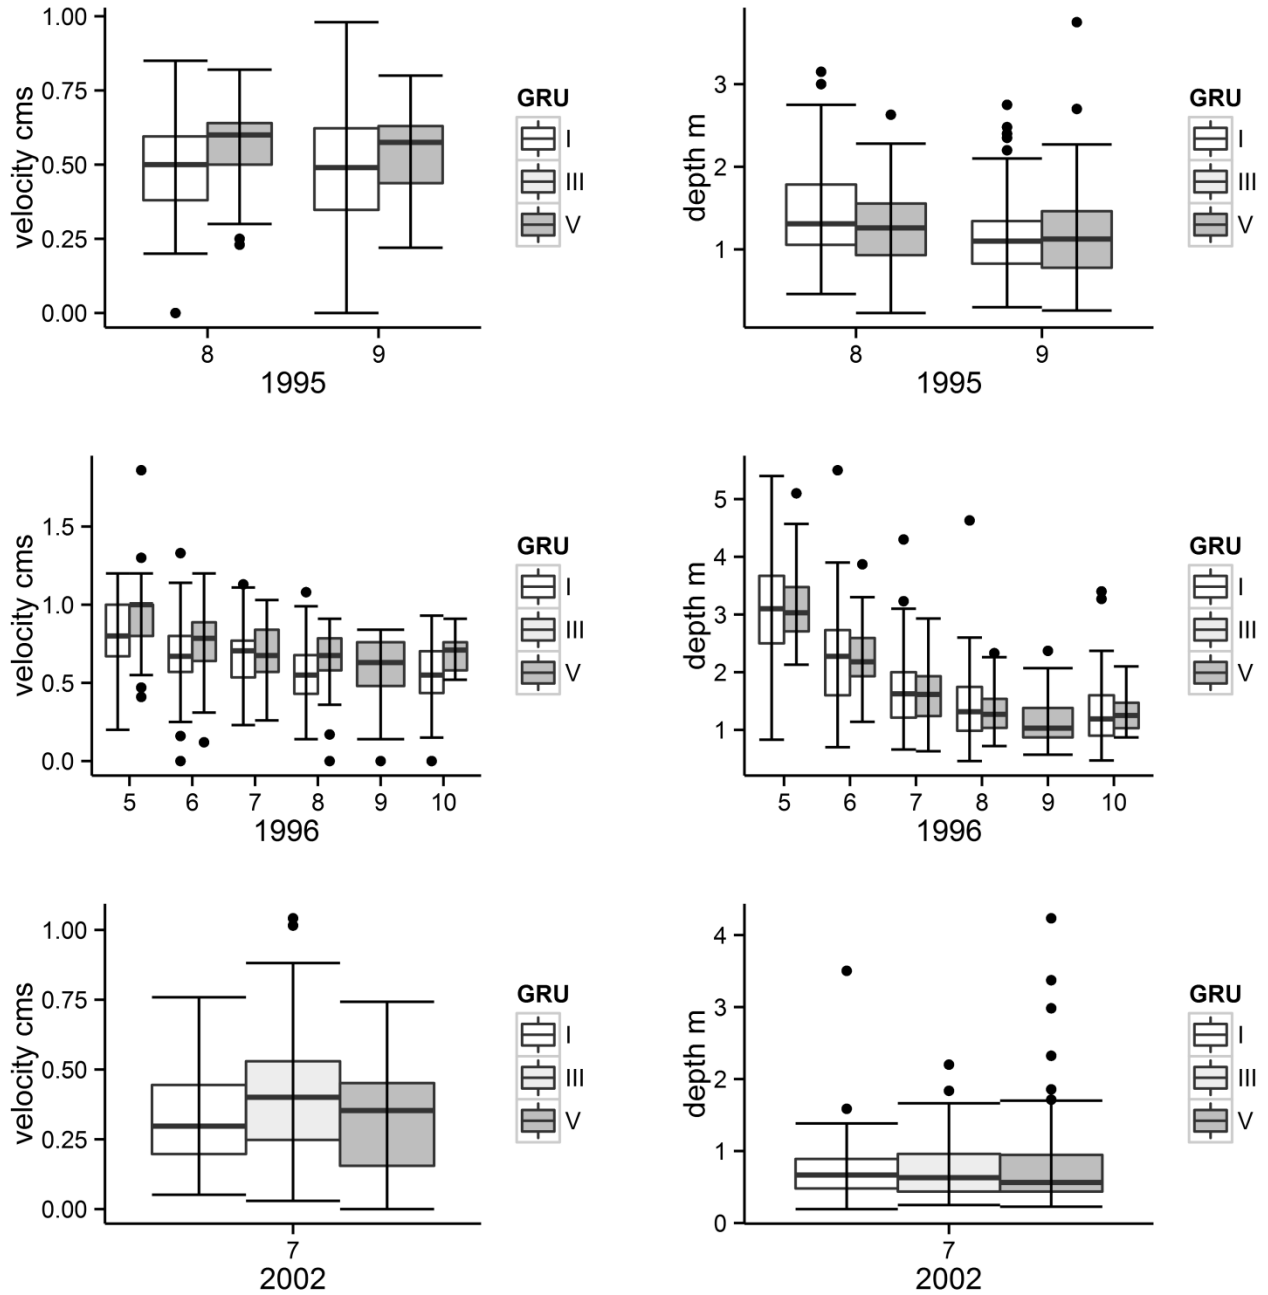 velocity cms
1.00
0.75
0.50
0.25
0.00
8 9
1995
GRU
I
III
V
depth m
3
2
1
8 9
1995
GRU
I
III
V
velocity cms
1.5
1.0
0.5
0.0
5 6 7 8 9 10
1996
GRU
I
III
V
depth m
5
4
3
2
1
5 6 7 8 9 10
1996
GRU
I
III
V
velocity cms
1.00
0.75
0.50
0.25
0.00
7
2002
GRU
I
III
V
depth m
4
3
2
1
0
7
2002
GRU
I
III
V